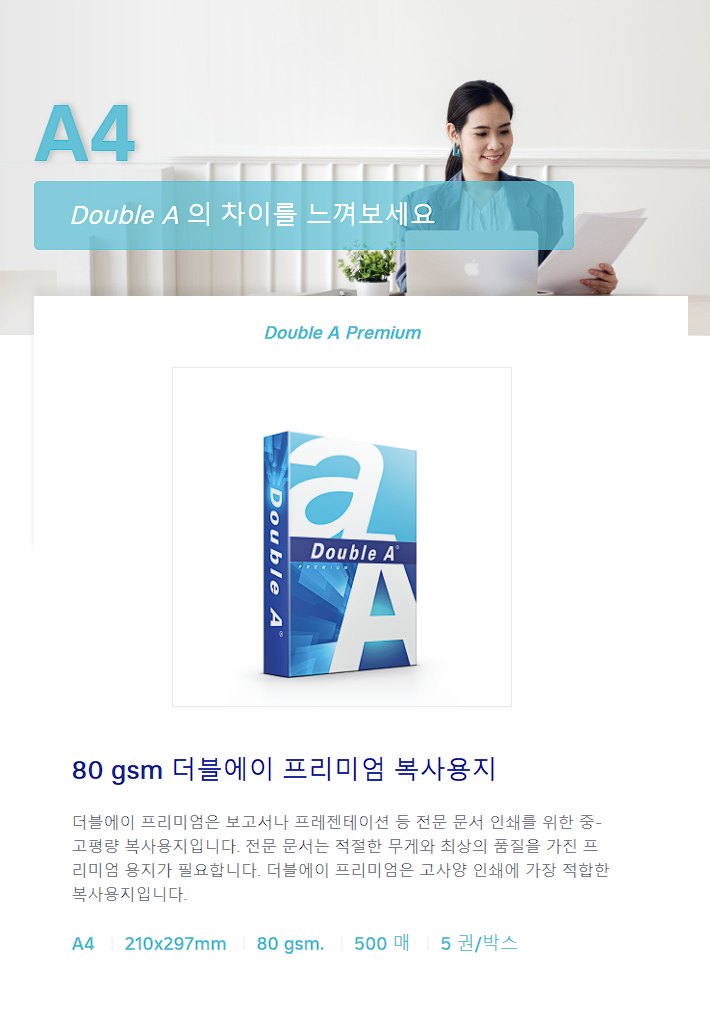 A4
Double A 의 차이를 느껴보세요
Double A Premium
a
Double A
Double A
PREMIUM
A
80 gsm 더블에이 프리미엄 복사용지
더블에이 프리미엄은 보고서나 프레젠테이션 등 전문 문서 인쇄를 위한 중-
고평량 복사용지입니다. 전문 문서는 적절한 무게와 최상의 품질을 가진 프
리미엄 용지가 필요합니다. 더블에이 프리미엄은 고사양 인쇄에 가장 적합한
복사용지입니다.
A4 210x297mm 80 gsm. 500 매 5 권/박스